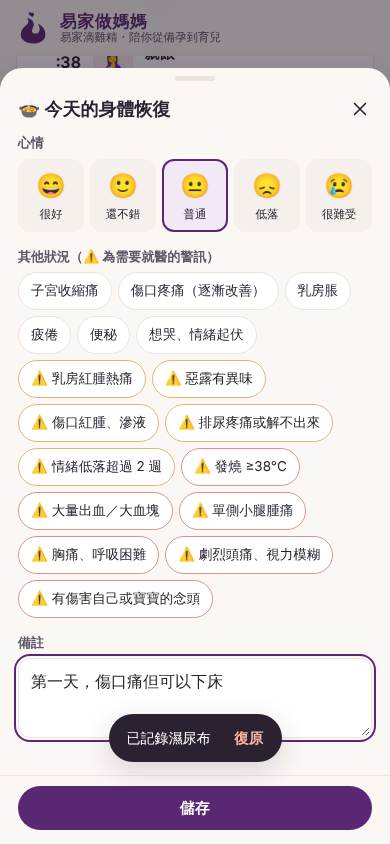 易家做媽媽
易家滴雞精・陪你從備孕到育兒
:38
🍲 今天的身體恢復
心情
很好
還不錯
普通
低落
很難受
其他狀況（⚠️ 為需要就醫的警訊）
子宮收縮痛
傷口疼痛（逐漸改善）
乳房脹
疲倦
便秘
想哭、情緒起伏
⚠️ 乳房紅腫熱痛
⚠️ 惡露有異味
⚠️ 傷口紅腫、滲液
⚠️ 排尿疼痛或解不出來
⚠️ 情緒低落超過 2 週
⚠️ 發燒 ≥38°C
⚠️ 大量出血／大血塊
⚠️ 單側小腿腫痛
⚠️ 胸痛、呼吸困難
⚠️ 劇烈頭痛、視力模糊
⚠️ 有傷害自己或寶寶的念頭
備註
第一天，傷口痛但可以下床
已記錄濕尿布 復原
儲存